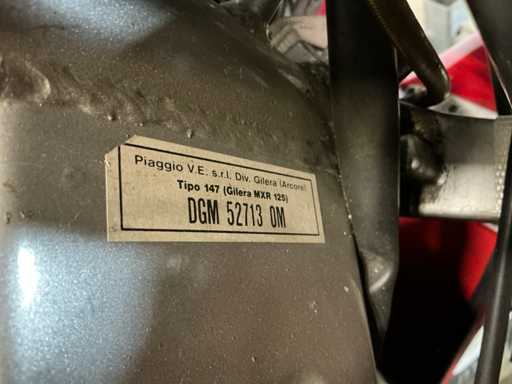 Piaggio V.E. s.r.l. Div. Gilera (Arcore)
Tipo 147 (Gilera MXR 125)
DGM 52713 OM